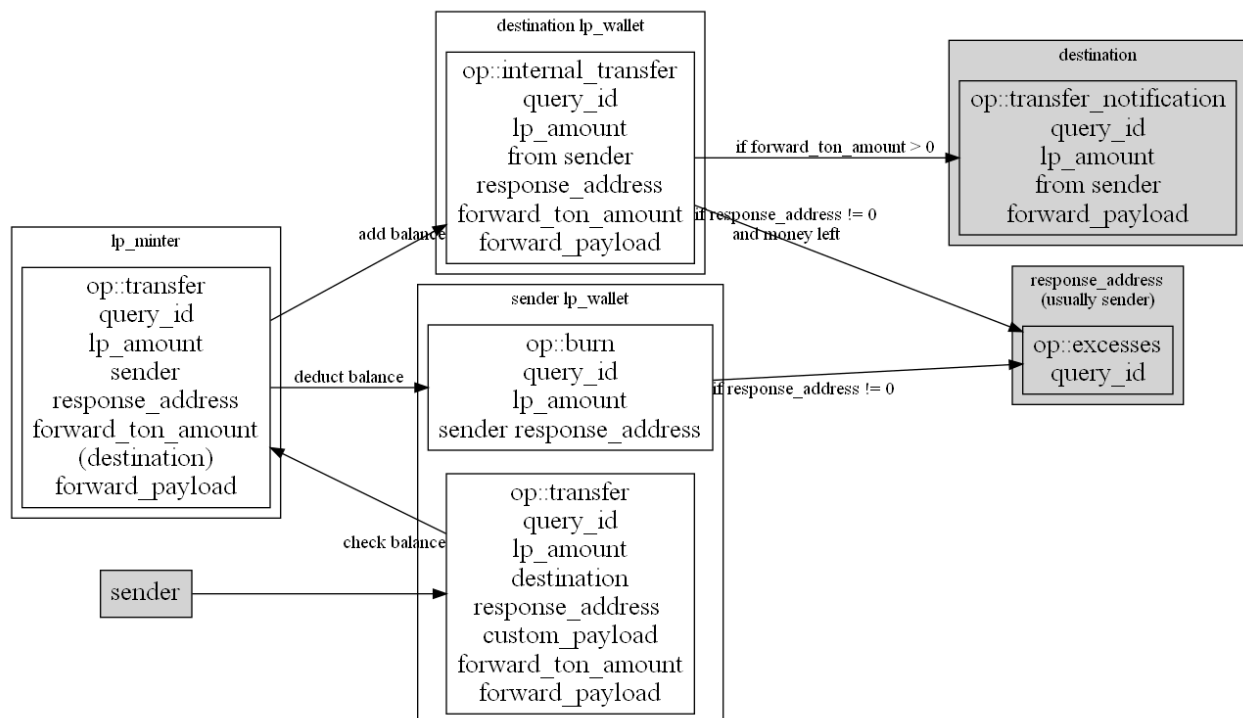 destination lp_wallet
op::internal_transfer
query_id
lp_amount
from sender
response_address
forward_ton_amount
forward_payload
destination
op::transfer_notification
query_id
lp_amount
from sender
forward_payload
if forward_ton_amount > 0
if response_address != 0
and money left
add balance
lp_minter
op::transfer
query_id
lp_amount
sender
response_address
forward_ton_amount
(destination)
forward_payload
response_address
(usually sender)
op::excesses
query_id
sender lp_wallet
op::burn
query_id
lp_amount
sender response_address
deduct balance
if response_address != 0
op::transfer
query_id
lp_amount
destination
response_address
custom_payload
forward_ton_amount
forward_payload
check balance
sender